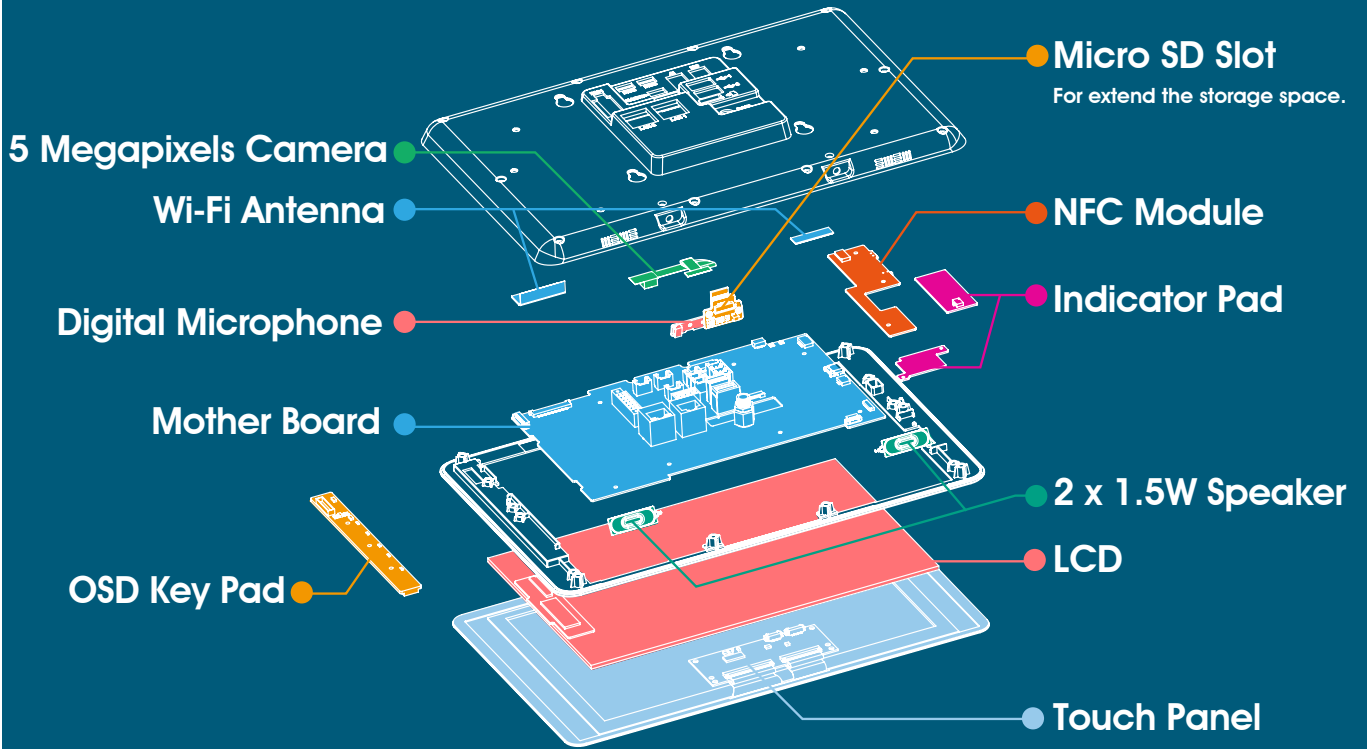 Micro SD Slot
For extend the storage space.
5 Megapixels Camera
Wi-Fi Antenna
NFC Module
Indicator Pad
Digital Microphone
Mother Board
2 x 1.5W Speaker
LCD
OSD Key Pad
Touch Panel